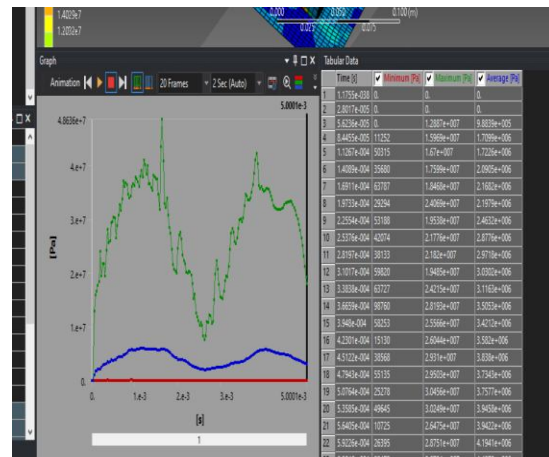 1.4029e7
1.2032e7
0.000 0.050 0.100 (m)
0.025 0.075
Graph
Animation 20 Frames 2 Sec (Auto)
5.0001e-3
4.8636e+7
4.e+7
3.e+7
2.e+7
1.e+7
0.
[Pa]
0. 1.e-3 2.e-3 3.e-3 5.0001e-3
[s]
1
Tabular Data
Time [s] Minimum [Pa] Maximum [Pa] Average [Pa]
1 1.1755e-038 0. 0. 0.
2 2.8017e-005 0. 0. 0.
3 5.6236e-005 0. 1.2887e+007 9.8839e+005
4 8.4455e-005 11252 1.5969e+007 1.7099e+006
5 1.1267e-004 50315 1.67e+007 1.7226e+006
6 1.4089e-004 35680 1.7599e+007 2.0905e+006
7 1.6911e-004 63787 1.8468e+007 2.1682e+006
8 1.9733e-004 29294 2.4069e+007 2.1979e+006
9 2.2554e-004 53188 1.9538e+007 2.4632e+006
10 2.5376e-004 42074 2.1776e+007 2.8776e+006
11 2.8197e-004 38133 2.182e+007 2.9718e+006
12 3.1017e-004 59820 1.9485e+007 3.0302e+006
13 3.3838e-004 63727 2.4215e+007 3.1165e+006
14 3.6659e-004 98760 2.8193e+007 3.5053e+006
15 3.948e-004 58253 2.5566e+007 3.4212e+006
16 4.2301e-004 15130 2.6044e+007 3.582e+006
17 4.5122e-004 38568 2.931e+007 3.838e+006
18 4.7943e-004 55135 2.9503e+007 3.7343e+006
19 5.0764e-004 25278 3.0456e+007 3.7577e+006
20 5.3585e-004 49645 3.0249e+007 3.9458e+006
21 5.6405e-004 10725 2.6475e+007 3.9422e+006
22 5.9226e-004 26395 2.8751e+007 4.1941e+006